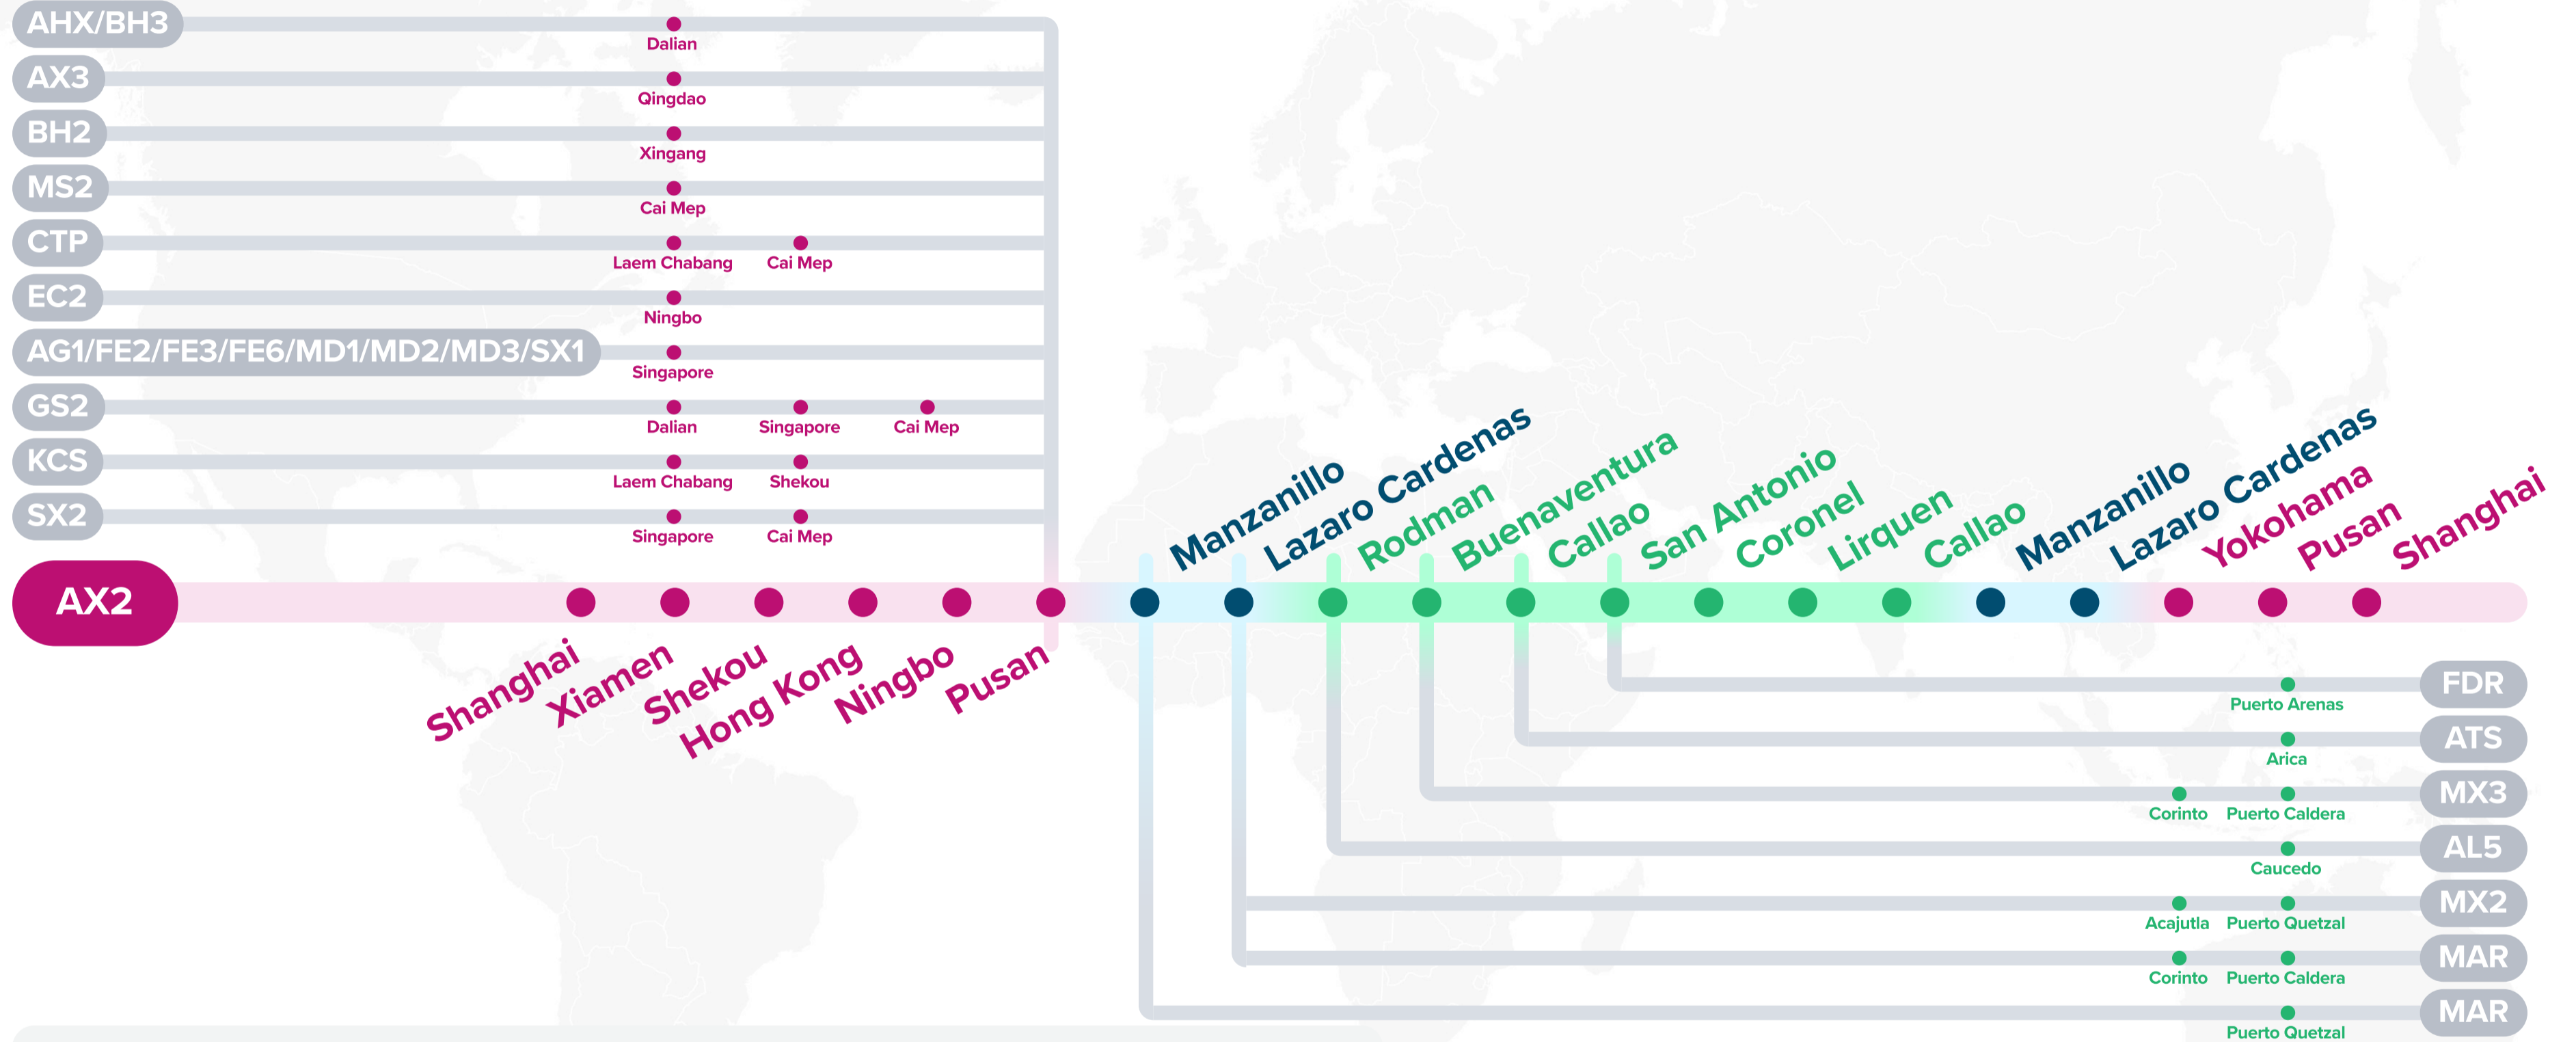 AHX/BH3
Dalian
AX3
Qingdao
BH2
Xingang
MS2
Cai Mep
CTP
Laem Chabang Cai Mep
EC2
Ningbo
AG1/FE2/FE3/FE6/MD1/MD2/MD3/SX1
Singapore
GS2
Dalian Singapore Cai Mep
KCS
Laem Chabang Shekou
SX2
Singapore Cai Mep
AX2
Shanghai
Xiamen
Shekou
Hong Kong
Ningbo
Pusan
Manzanillo
Lazaro Cardenas
Rodman
Buenaventura
Callao
San Antonio
Coronel
Lirquen
Callao
Manzanillo
Lazaro Cardenas
Yokohama
Pusan
Shanghai
FDR
Puerto Arenas
ATS
Arica
MX3
Corinto Puerto Caldera
AL5
Caucedo
MX2
Acajutla Puerto Quetzal
MAR
Corinto Puerto Caldera
MAR
Puerto Quetzal